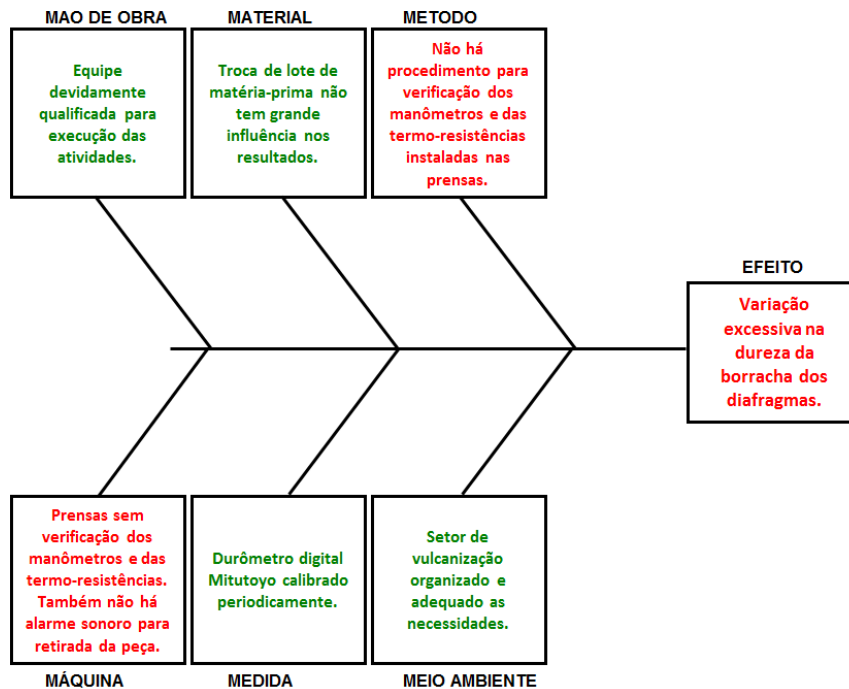 MAO DE OBRA
MATERIAL
METODO
Equipe
devidamente
qualificada para
execução das
atividades.
Troca de lote de
matéria-prima não
tem grande
influência nos
resultados.
Não há
procedimento para
verificação dos
manômetros e das
termo-resistências
instaladas nas
prensas.
EFEITO
Variação
excessiva na
dureza da
borracha dos
diafragmas.
Prensas sem
verificação dos
manômetros e das
termo-resistências.
Também não há
alarme sonoro para
retirada da peça.
Durômetro digital
Mitutoyo calibrado
periodicamente.
Setor de
vulcanização
organizado e
adequado as
necessidades.
MÁQUINA
MEDIDA
MEIO AMBIENTE